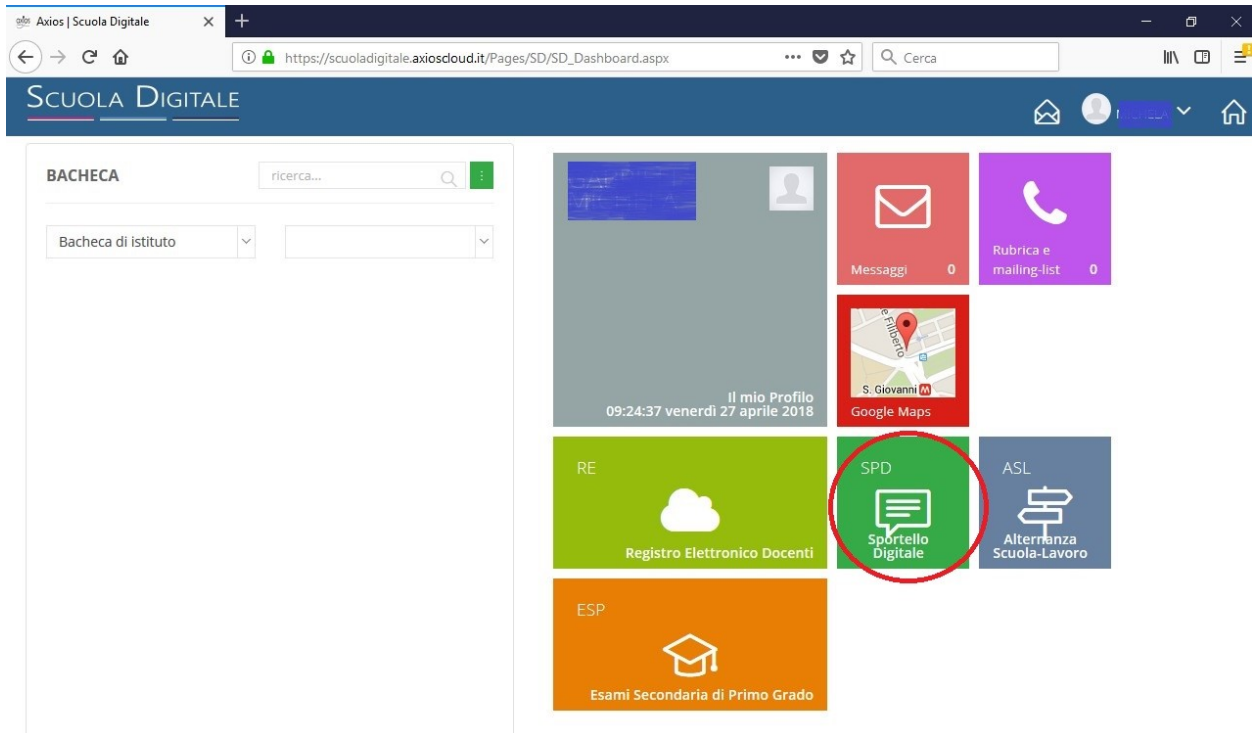 Axios | Scuola Digitale
https://scuoladigitale.axioscloud.it/Pages/SD/SD_Dashboard.aspx
Cerca
SCUOLA DIGITALE
BACHECA
ricerca...
Bacheca di istituto
Il mio Profilo
09:24:37 venerdì 27 aprile 2018
Messaggi 0
Rubrica e
mailing-list 0
e Filiberto
S. Giovanni M
Google Maps
RE
Registro Elettronico Docenti
SPD
Sportello
Digitale
ASL
Alternanza
Scuola-Lavoro
ESP
Esami Secondaria di Primo Grado